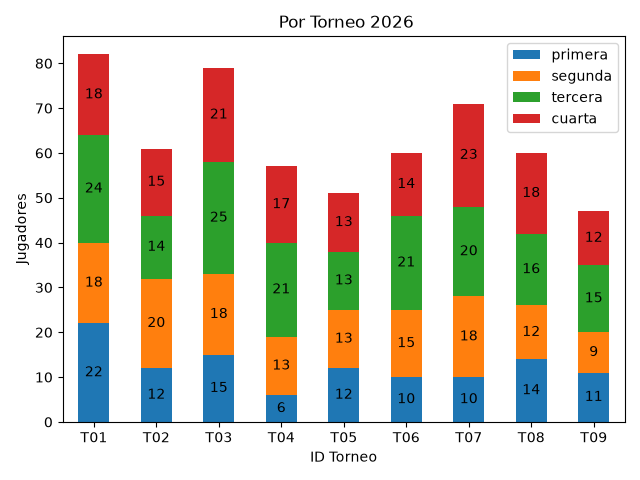 Por Torneo 2026
primera
segunda
tercera
cuarta
Jugadores
80
70
60
50
40
30
20
10
0
18 15 21 17 13 14 23 18 12
24 14 25 21 13 21 20 16 15
18 20 18 13 13 15 18 12 9
22 12 15 6 12 10 10 14 11
T01 T02 T03 T04 T05 T06 T07 T08 T09
ID Torneo